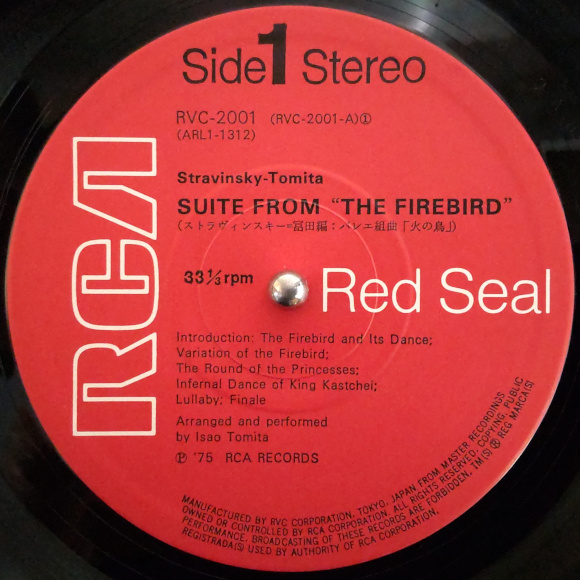 Side 1 Stereo
RVC-2001 (RVC-2001-A)①
(ARL1-1312)
Stravinsky-Tomita
SUITE FROM “THE FIREBIRD”
(ストラヴィンスキー=冨田編：バレエ組曲「火の鳥」)
33⅓rpm
RCA
Red Seal
Introduction: The Firebird and Its Dance;
Variation of the Firebird;
The Round of the Princesses;
Infernal Dance of King Kastchei;
Lullaby; Finale
Arranged and performed
by Isao Tomita
Ⓟ '75 RCA RECORDS
MANUFACTURED BY RVC CORPORATION, TOKYO, JAPAN FROM MASTER RECORDINGS
OWNED OR CONTROLLED BY RCA CORPORATION. ALL RIGHTS RESERVED. COPYING, PUBLIC
PERFORMANCE, BROADCASTING OF THESE RECORDS ARE FORBIDDEN. TM(S) ® REG MARCA(S)
REGISTRADA(S) USED BY AUTHORITY OF RCA CORPORATION.